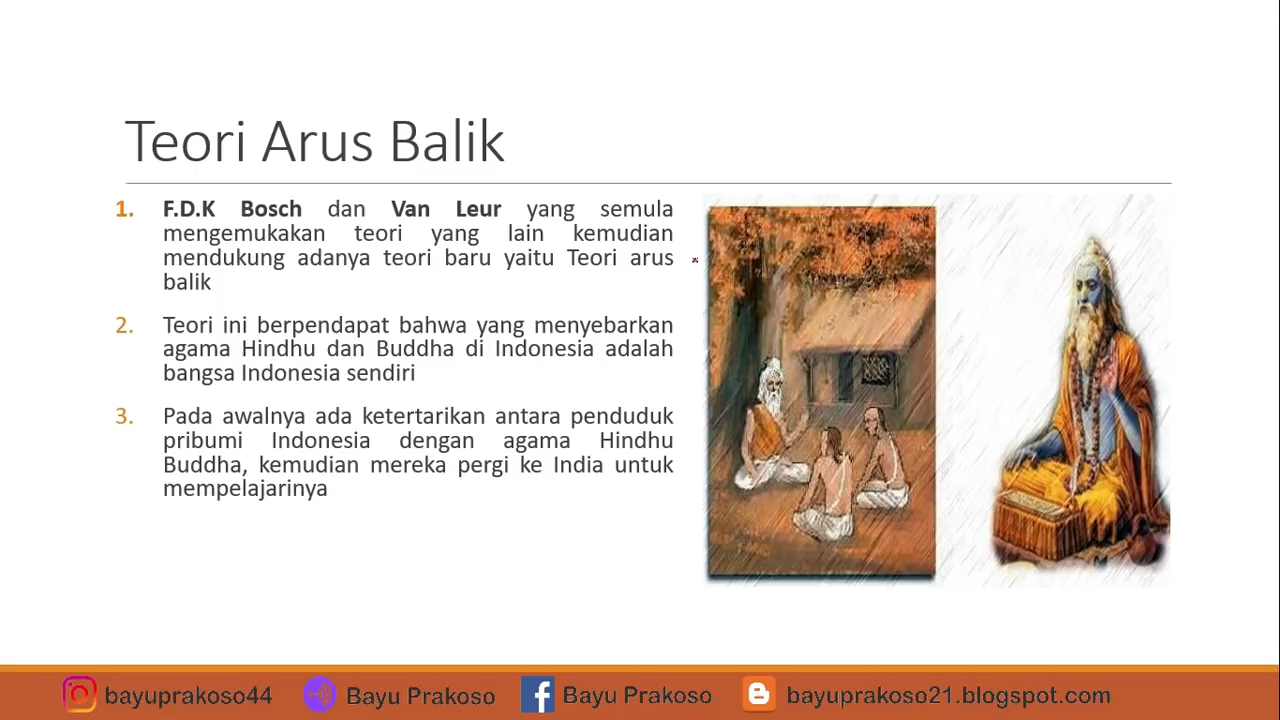 Teori Arus Balik
1. F.D.K Bosch dan Van Leur yang semula
mengemukakan teori yang lain kemudian
mendukung adanya teori baru yaitu Teori arus
balik
2. Teori ini berpendapat bahwa yang menyebarkan
agama Hindhu dan Buddha di Indonesia adalah
bangsa Indonesia sendiri
3. Pada awalnya ada ketertarikan antara penduduk
pribumi Indonesia dengan agama Hindhu
Buddha, kemudian mereka pergi ke India untuk
mempelajarinya
bayuprakoso44 Bayu Prakoso Bayu Prakoso bayuprakoso21.blogspot.com